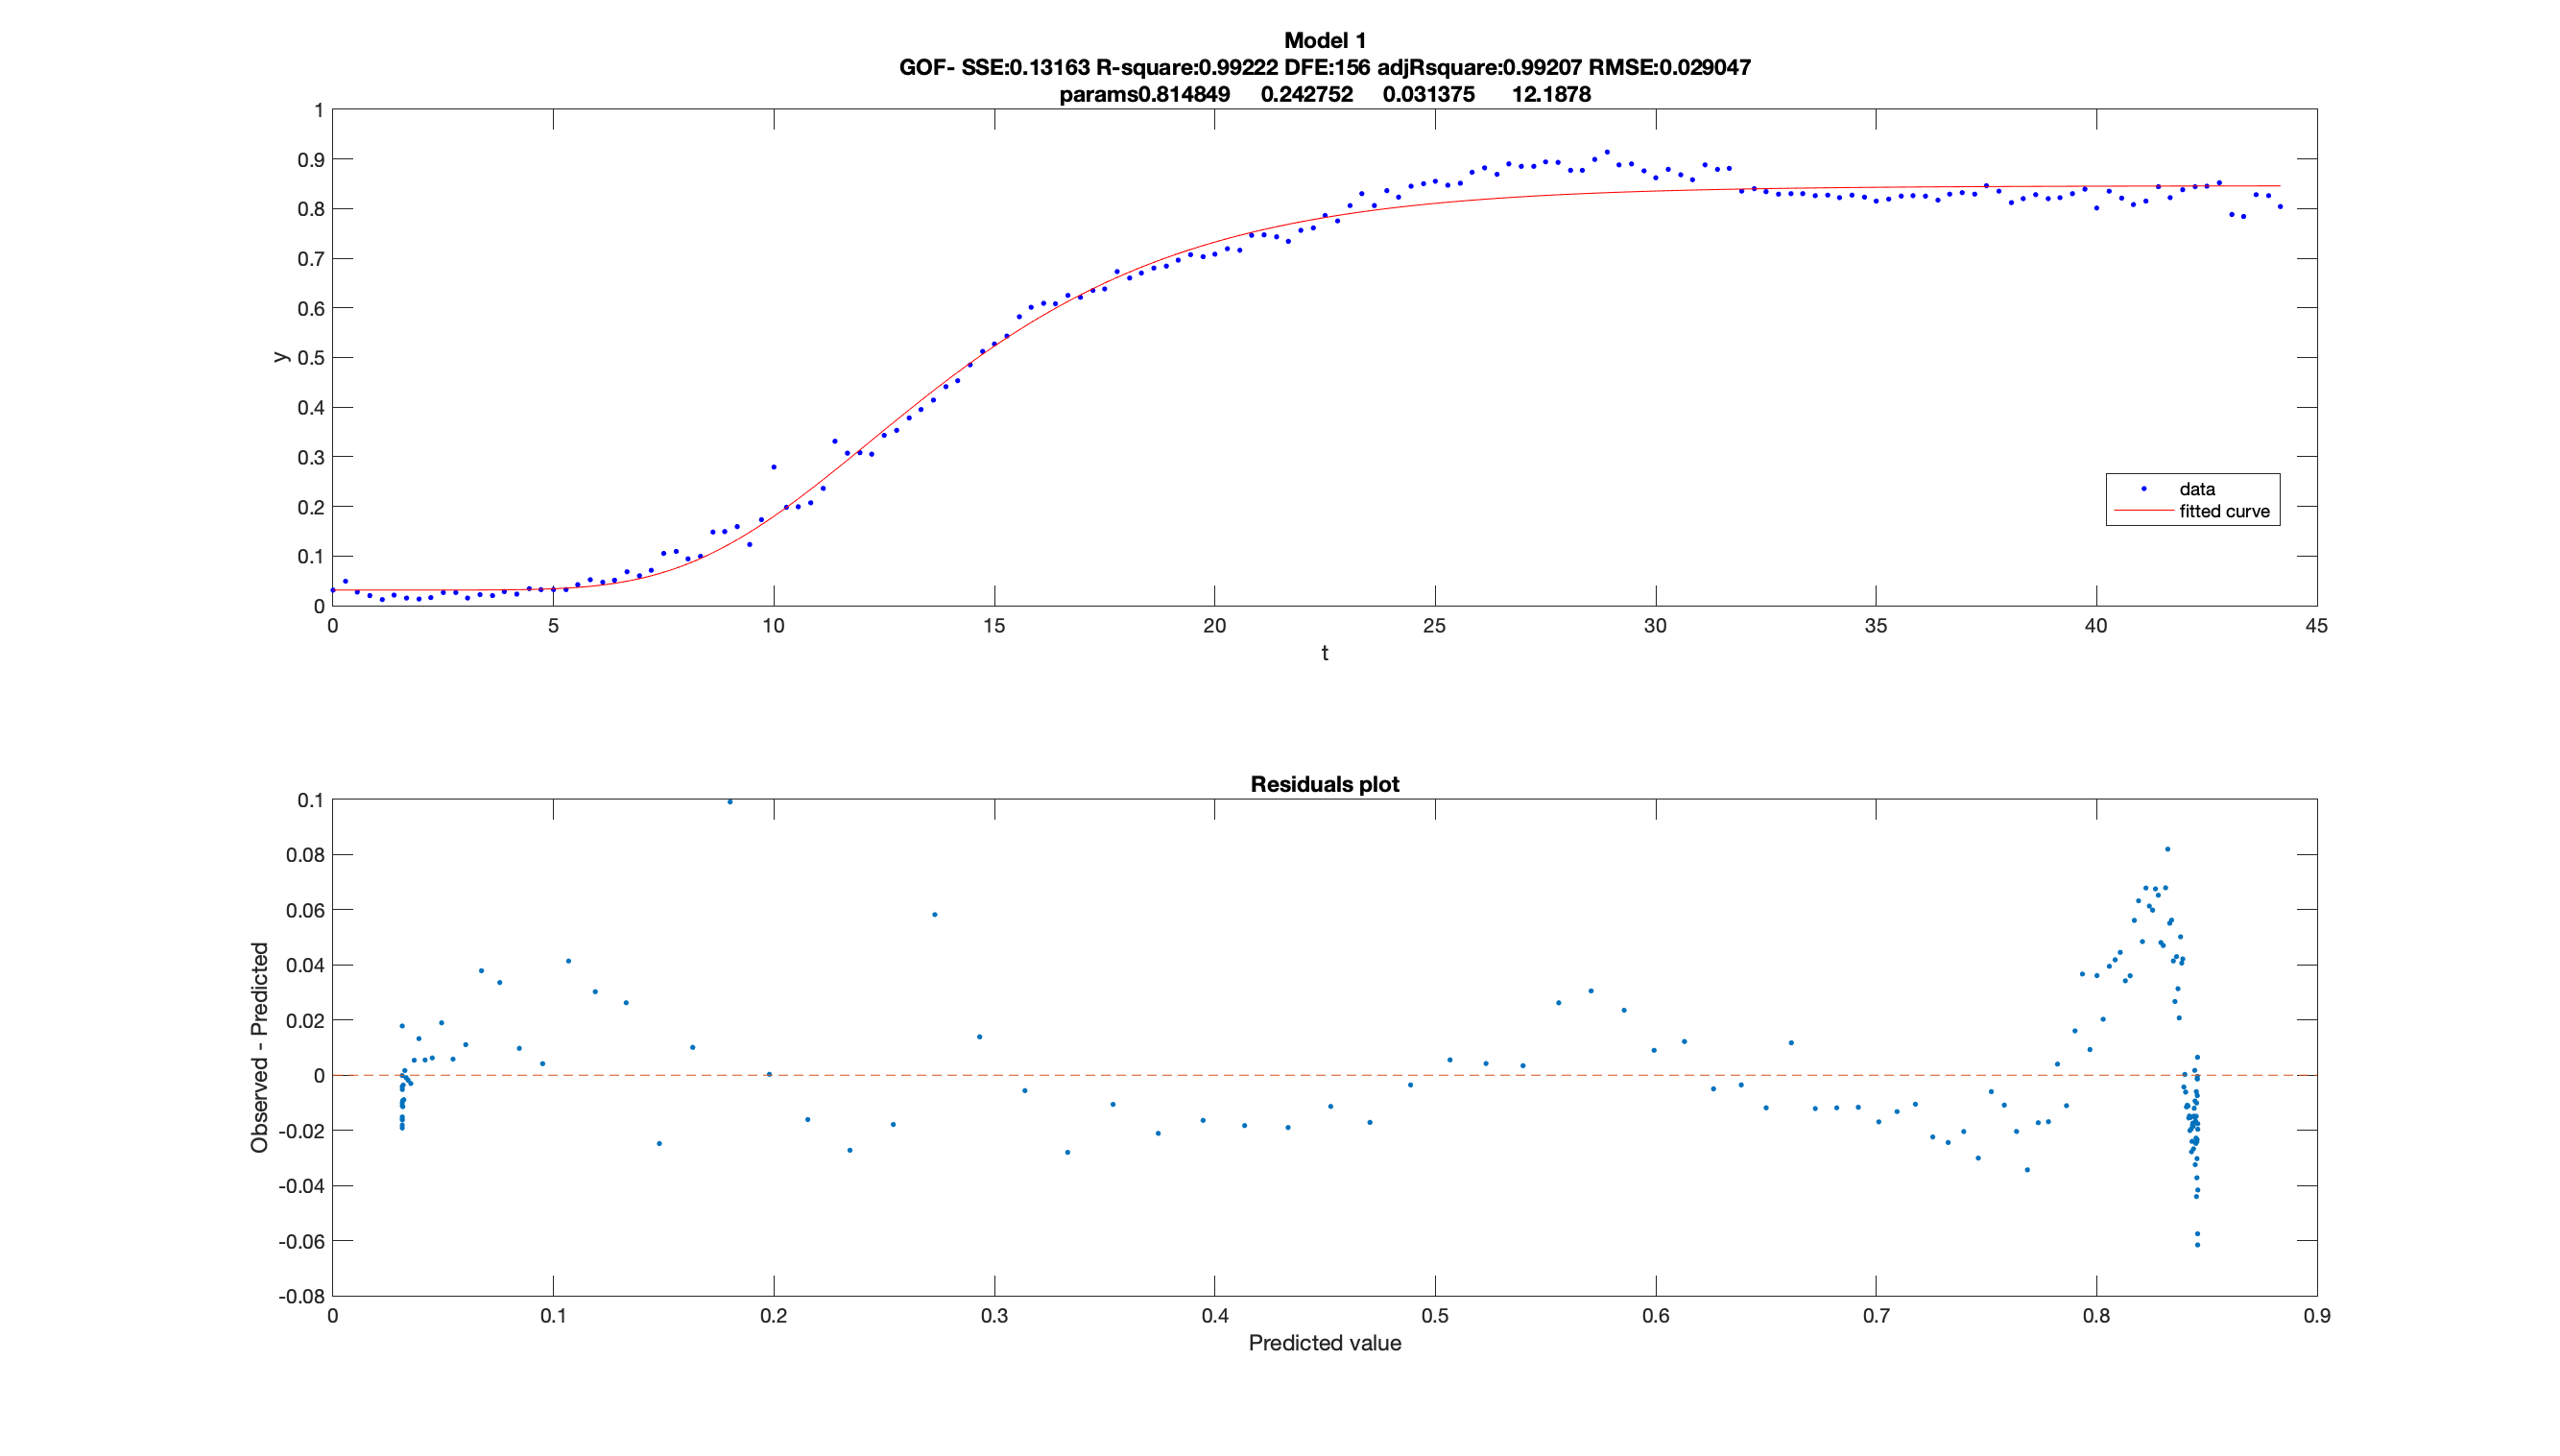 Model 1
GOF- SSE:0.13163 R-square:0.99222 DFE:156 adjRsquare:0.99207 RMSE:0.029047
params0.814849 0.242752 0.031375 12.1878
1
0.9
0.8
0.7
0.6
0.5
0.4
0.3
0.2
0.1
0
y
data
fitted curve
0 5 10 15 20 25 30 35 40 45
t
Residuals plot
0.1
0.08
0.06
0.04
0.02
0
-0.02
-0.04
-0.06
-0.08
Observed - Predicted
0 0.1 0.2 0.3 0.4 0.5 0.6 0.7 0.8 0.9
Predicted value